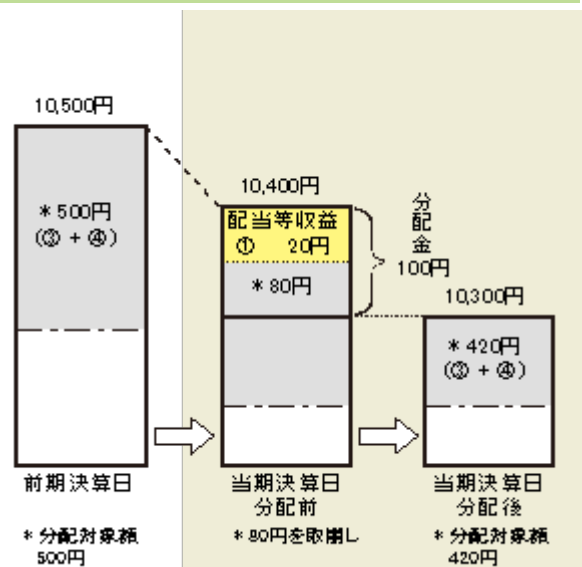 10,500円
10,400円
配当等収益
① 20円
*80円
分配金
100円
10,300円
*500円
(③ + ④)
*420円
(③ + ④)
前期決算日
当期決算日
分配前
当期決算日
分配後
*分配対象額
500円
*80円を取崩し
*分配対象額
420円